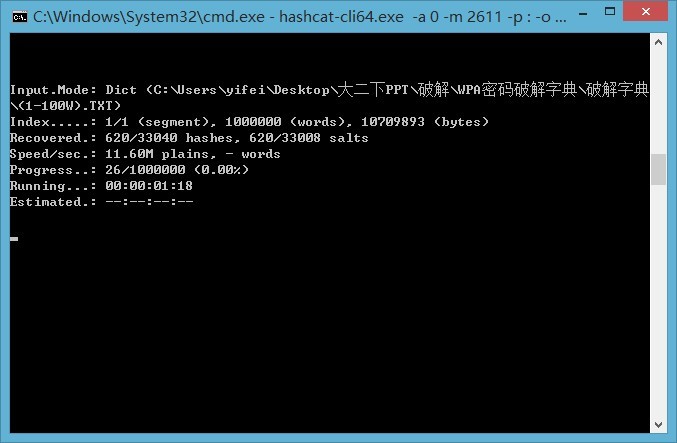 C:\Windows\System32\cmd.exe - hashcat-cli64.exe  -a 0 -m 2611 -p : -o ...
Input.Mode: Dict (C:\Users\yifei\Desktop\大二下PPT\破解\WPA密码破解字典\破解字典
\(1-100W).TXT)
Index.....: 1/1 (segment), 1000000 (words), 10709893 (bytes)
Recovered.: 620/33040 hashes, 620/33008 salts
Speed/sec.: 11.60M plains, - words
Progress..: 26/1000000 (0.00%)
Running...: 00:00:01:18
Estimated.: --:--:--:--